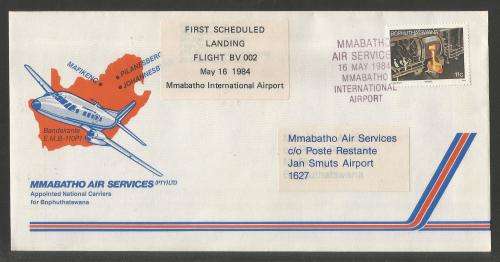 MAFIKENG
PILANESBERG
JOHANNESB
Bandeirante
E.M.B-110P1
MMABATHO AIR SERVICES (PTY) LTD
Appointed National Carriers
for Bophuthatswana
FIRST SCHEDULED
LANDING
FLIGHT BV 002
May 16 1984
Mmabatho International Airport
MMABATHO
AIR SERVICES
16 MAY 1984
MMABATHO
INTERNATIONAL
AIRPORT
BOPHUTHATSWANA
11c
Mmabatho Air Services
c/o Poste Restante
Jan Smuts Airport
1627